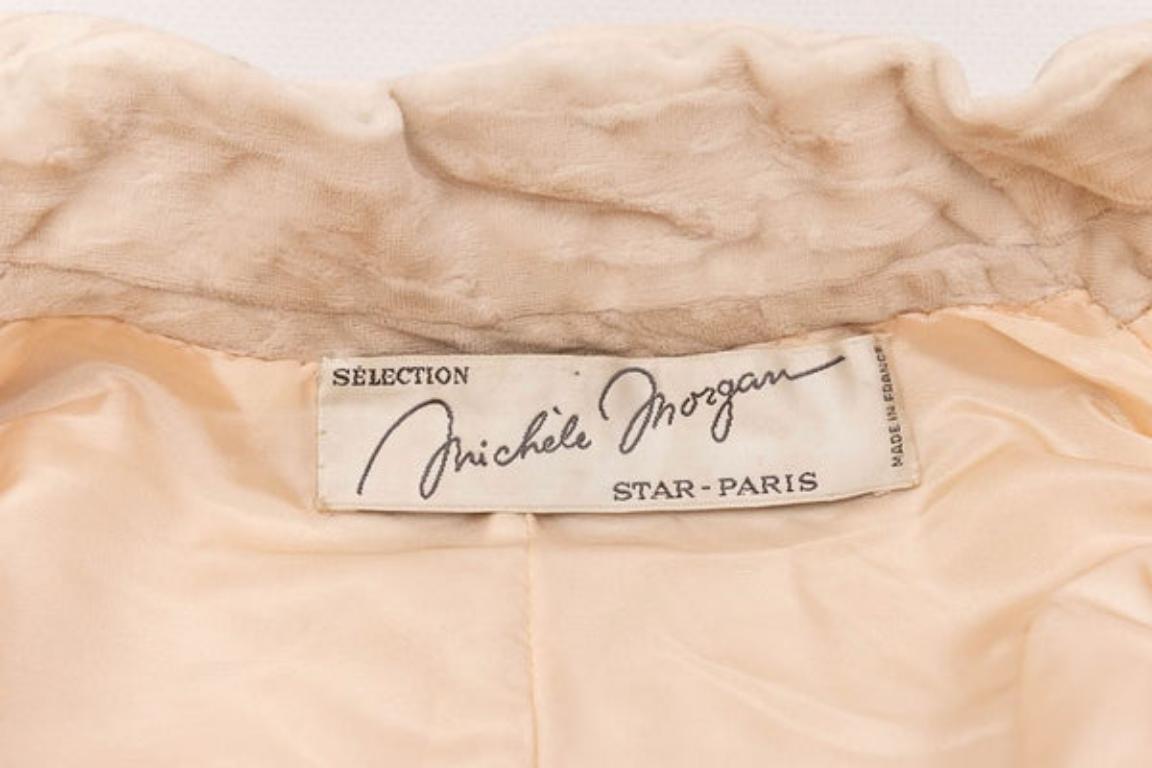 SÉLECTION
Michèle Morgan
STAR-PARIS
MADE IN FRANCE